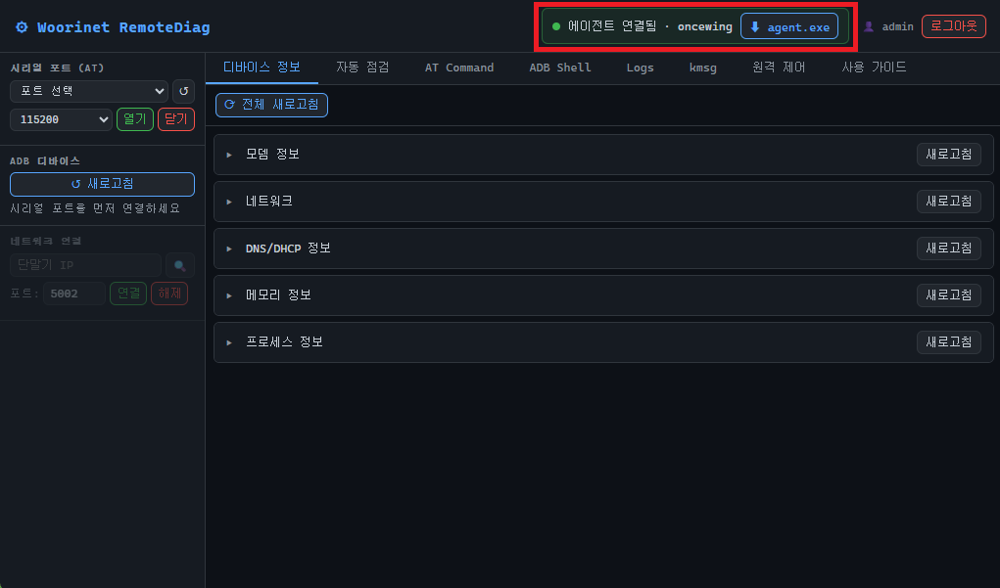 Woorinet RemoteDiag
에이전트 연결됨 · oncewing
agent.exe
admin
로그아웃
시리얼 포트 (AT)
포트 선택
115200
열기
닫기
ADB 디바이스
새로고침
시리얼 포트를 먼저 연결하세요
네트워크 연결
단말기 IP
포트:
5002
연결
해제
디바이스 정보
자동 점검
AT Command
ADB Shell
Logs
kmsg
원격 제어
사용 가이드
전체 새로고침
모뎀 정보
새로고침
네트워크
새로고침
DNS/DHCP 정보
새로고침
메모리 정보
새로고침
프로세스 정보
새로고침